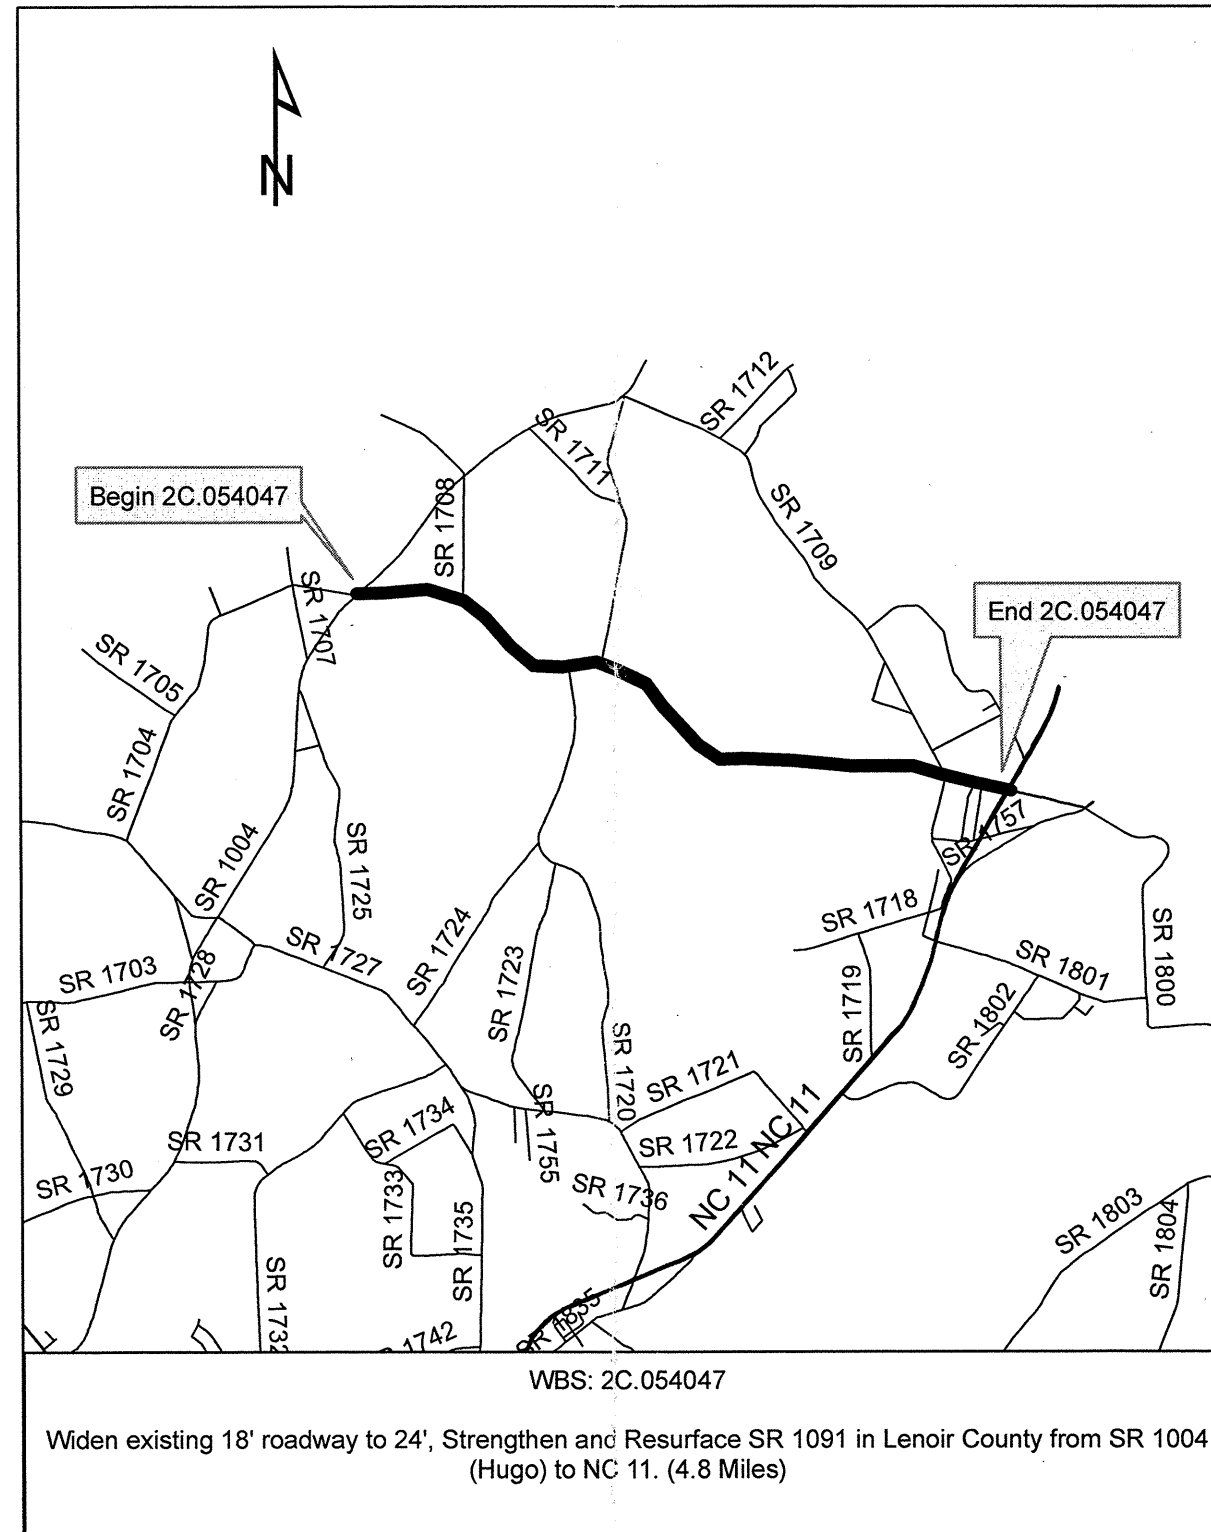 N
SR 1712
SR 1711
SR 1708
Begin 2C.054047
SR 1709
SR 1707
End 2C.054047
SR 1705
SR 1704
SR 1757
SR 1004
SR 1725
SR 1718
SR 1724
SR 1727
SR 1723
SR 1703
SR 1728
SR 1801
SR 1800
SR 1719
SR 1802
SR 1729
SR 1720
SR 1721
SR 1734
SR 1755
SR 1731
SR 1722
NC 11 NC 11
SR 1730
SR 1733
SR 1736
SR 1735
SR 1803
SR 1804
SR 1732
SR 1835
1742
WBS: 2C.054047
Widen existing 18' roadway to 24', Strengthen and Resurface SR 1091 in Lenoir County from SR 1004
(Hugo) to NC 11. (4.8 Miles)